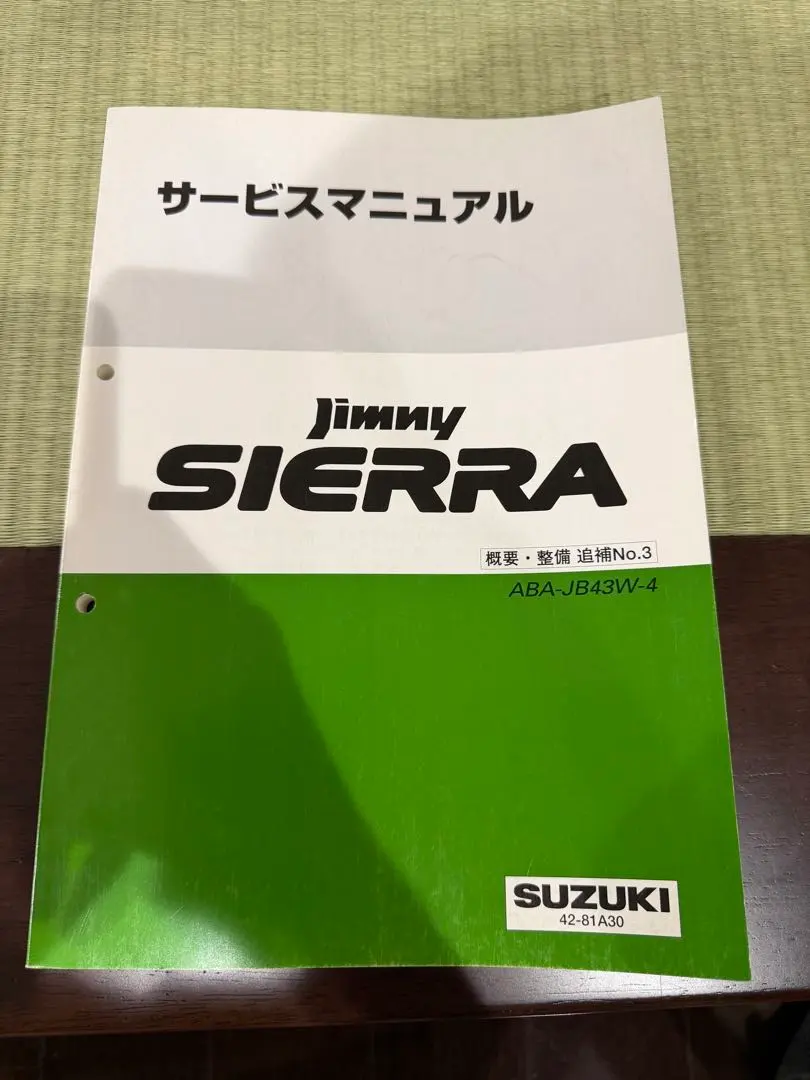 サービスマニュアル
Jimny
SIERRA
概要・整備 追補No.3
ABA-JB43W-4
SUZUKI
42-81A30